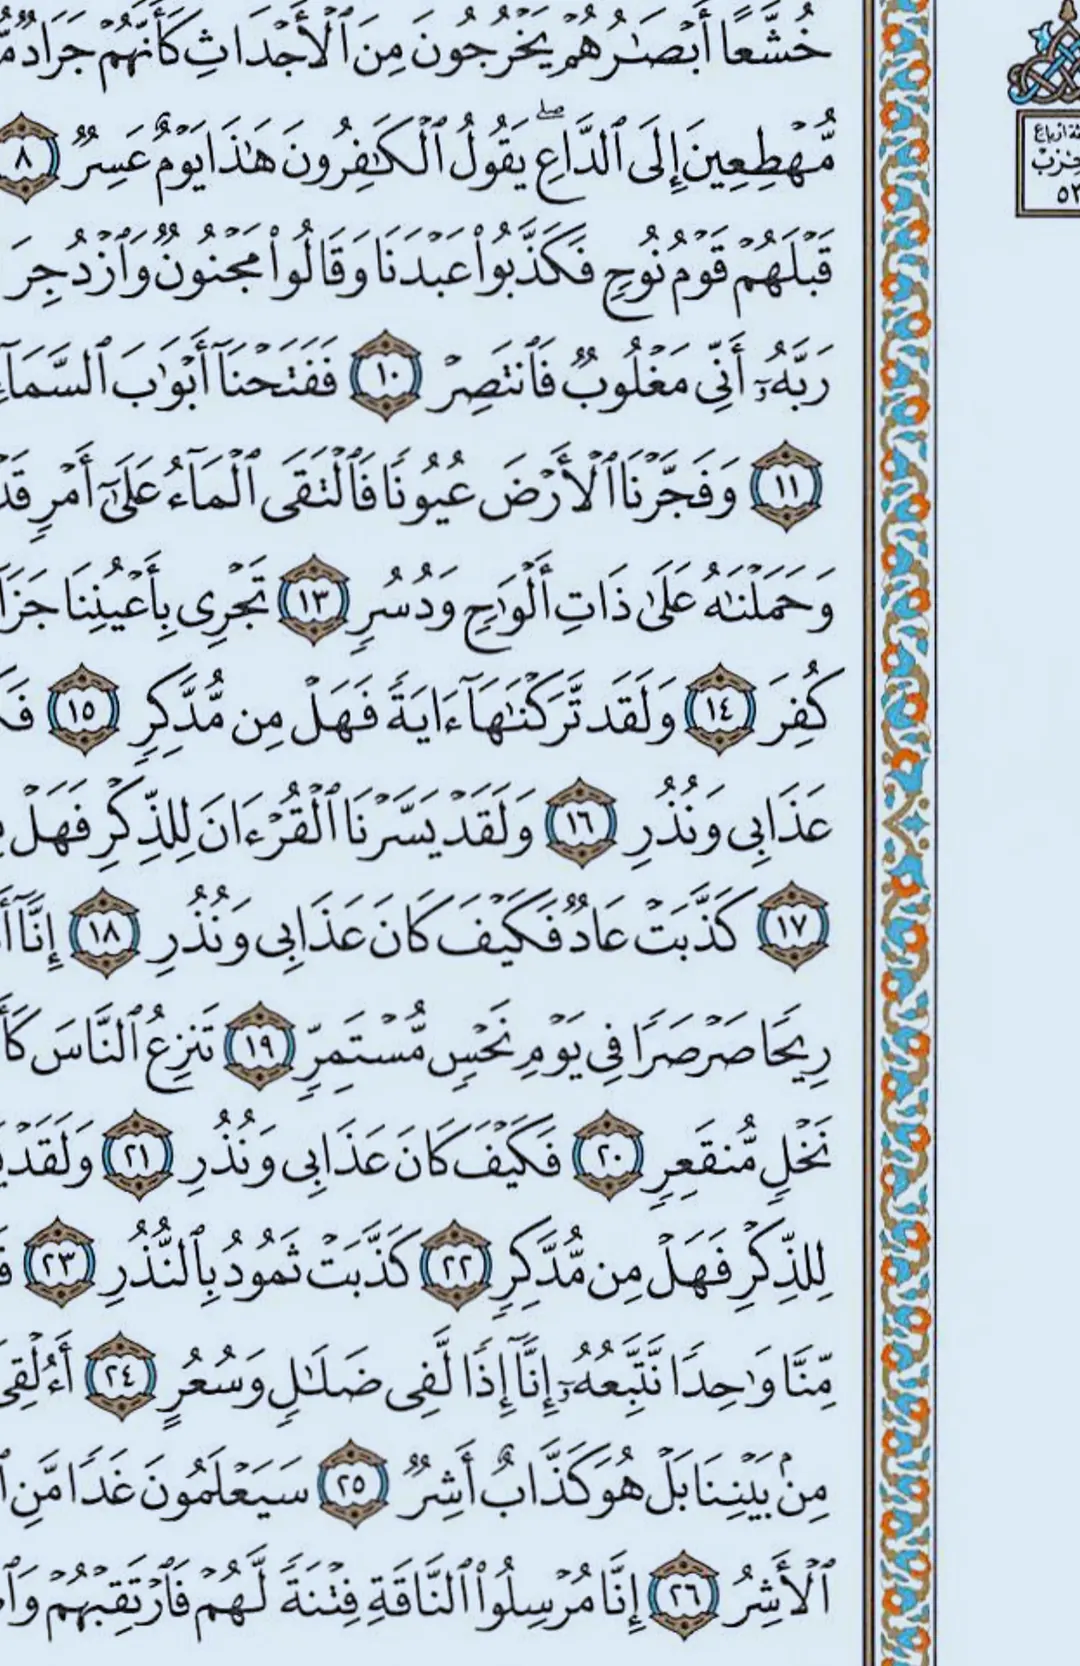 خُشَّعًا أَبۡصَٰرُهُمۡ يَخۡرُجُونَ مِنَ ٱلۡأَجۡدَاثِ كَأَنَّهُمۡ جَرَادٞ
مُّهۡطِعِينَ إِلَى ٱلدَّاعِۖ يَقُولُ ٱلۡكَٰفِرُونَ هَٰذَا يَوۡمٌ عَسِرٞ ٨
قَبۡلَهُمۡ قَوۡمُ نُوحٖ فَكَذَّبُواْ عَبۡدَنَا وَقَالُواْ مَجۡنُونٞ وَٱزۡدُجِرَ
رَبَّهُۥٓ أَنِّي مَغۡلُوبٞ فَٱنتَصِرۡ ١٠ فَفَتَحۡنَآ أَبۡوَٰبَ ٱلسَّمَآءِ
١١ وَفَجَّرۡنَا ٱلۡأَرۡضَ عُيُونٗا فَٱلۡتَقَى ٱلۡمَآءُ عَلَىٰٓ أَمۡرٖ قَدۡ
وَحَمَلۡنَٰهُ عَلَىٰ ذَاتِ أَلۡوَٰحٖ وَدُسُرٖ ١٣ تَجۡرِي بِأَعۡيُنِنَا جَزَا
كُفِرَ ١٤ وَلَقَد تَّرَكۡنَٰهَآ ءَايَةٗ فَهَلۡ مِن مُّدَّكِرٖ ١٥ فَكَ
عَذَابِي وَنُذُرِ ١٦ وَلَقَدۡ يَسَّرۡنَا ٱلۡقُرۡءَانَ لِلذِّكۡرِ فَهَلۡ
١٧ كَذَّبَتۡ عَادٞ فَكَيۡفَ كَانَ عَذَابِي وَنُذُرِ ١٨ إِنَّآ أَ
رِيحٗا صَرۡصَرٗا فِي يَوۡمِ نَحۡسٖ مُّسۡتَمِرّٖ ١٩ تَنزِعُ ٱلنَّاسَ كَأَ
نَخۡلٖ مُّنقَعِرٖ ٢٠ فَكَيۡفَ كَانَ عَذَابِي وَنُذُرِ ٢١ وَلَقَدۡ يَ
لِلذِّكۡرِ فَهَلۡ مِن مُّدَّكِرٖ ٢٢ كَذَّبَتۡ ثَمُودُ بِٱلنُّذُرِ ٢٣ فَ
مِّنَّا وَٰحِدٗا نَّتَّبِعُهُۥٓ إِنَّآ إِذٗا لَّفِي ضَلَٰلٖ وَسُعُرٍ ٢٤ أَءُلۡقِيَ
مِنۢ بَيۡنِنَا بَلۡ هُوَ كَذَّابٌ أَشِرٞ ٢٥ سَيَعۡلَمُونَ غَدٗا مَّنِ
ٱلۡأَشِرُ ٢٦ إِنَّا مُرۡسِلُواْ ٱلنَّاقَةِ فِتۡنَةٗ لَّهُمۡ فَٱرۡتَقِبۡهُمۡ